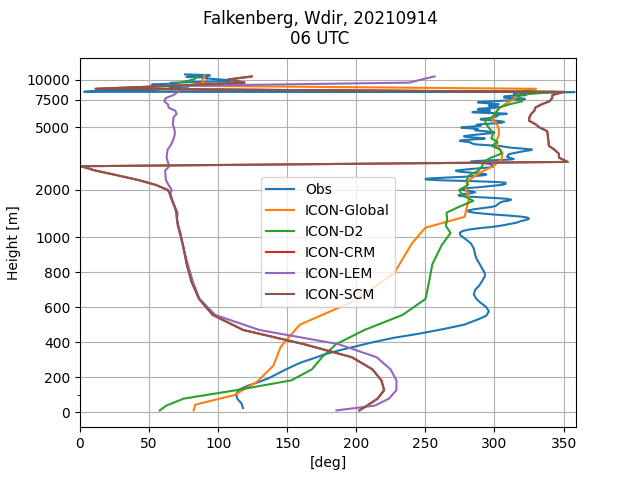 Falkenberg, Wdir, 20210914
06 UTC
Height [m]
10000
7500
5000
2000
1000
800
600
400
200
0
Obs
ICON-Global
ICON-D2
ICON-CRM
ICON-LEM
ICON-SCM
0 50 100 150 200 250 300 350
[deg]